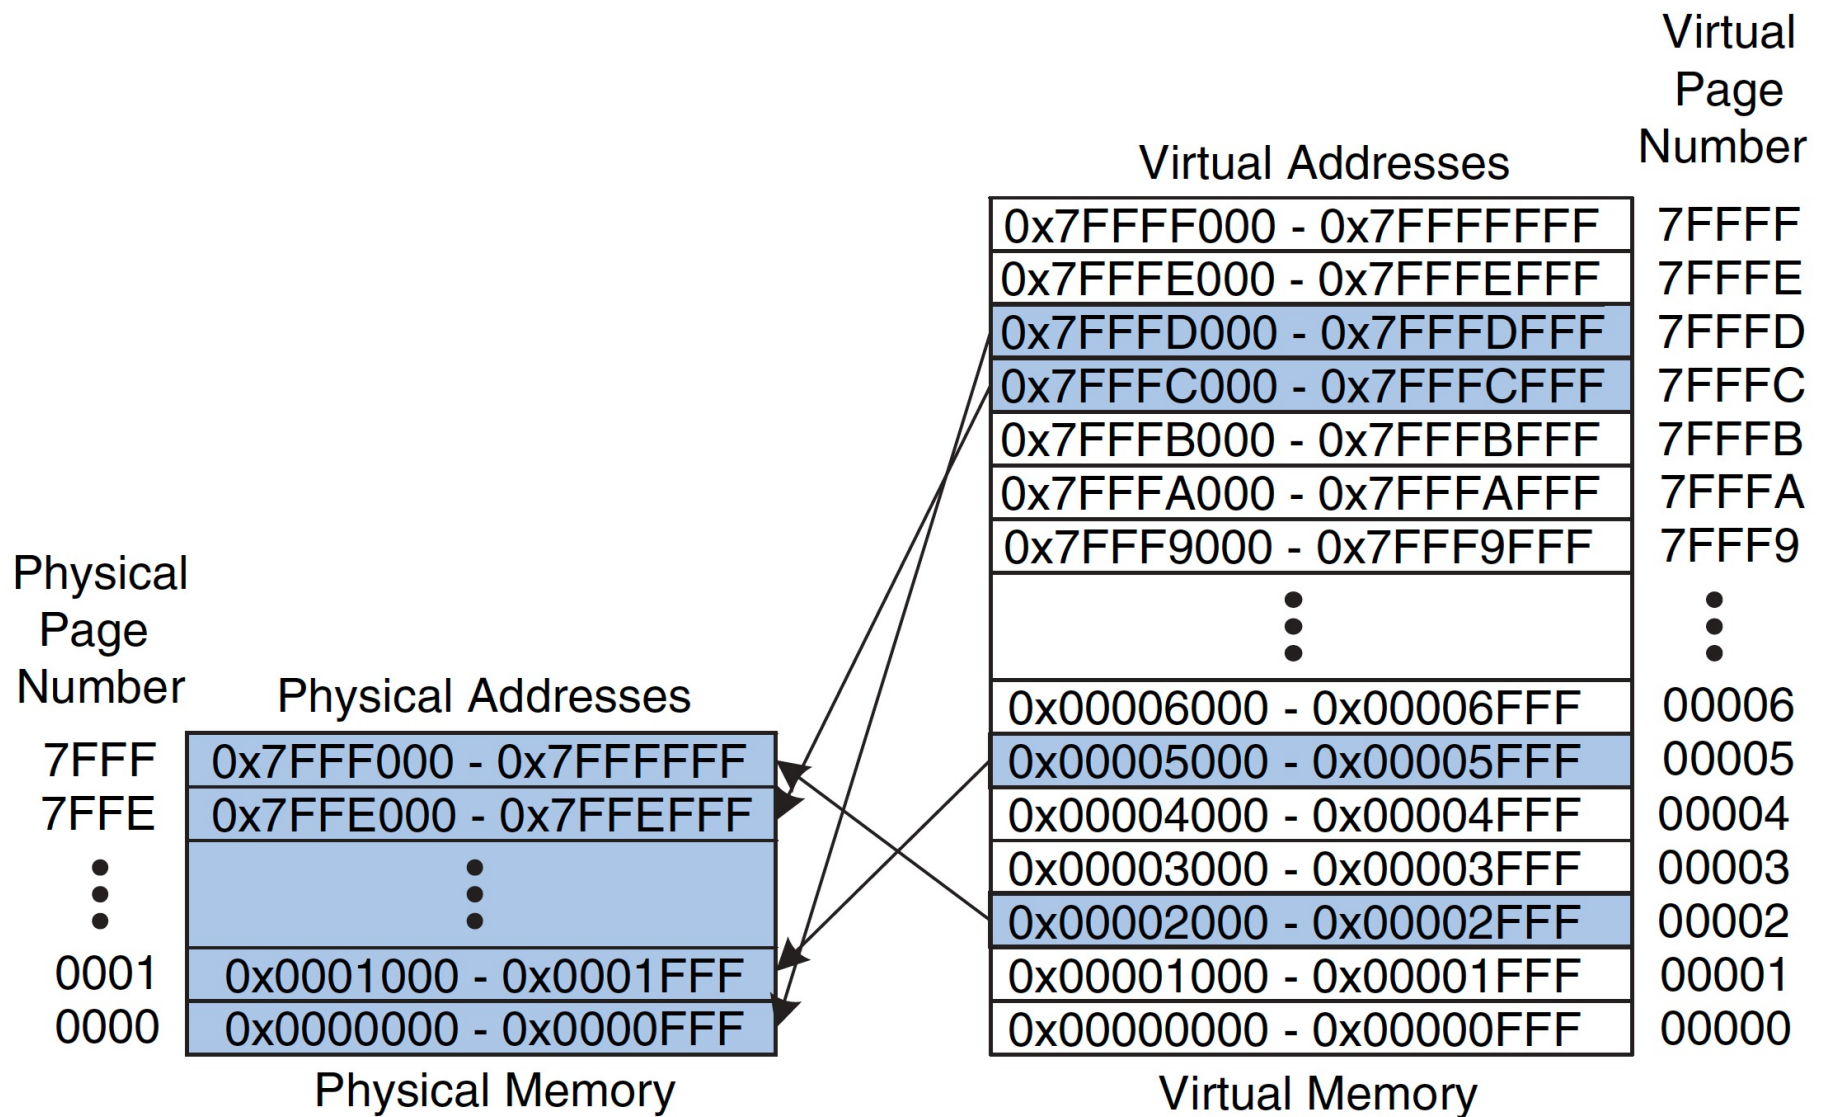 Virtual
Page
Number
Virtual Addresses
0x7FFFF000 - 0x7FFFFFFF 7FFFF
0x7FFFE000 - 0x7FFFEFFF 7FFFE
0x7FFFD000 - 0x7FFFDFFF 7FFFD
0x7FFFC000 - 0x7FFFCFFF 7FFFC
0x7FFFB000 - 0x7FFFBFFF 7FFFB
0x7FFFA000 - 0x7FFFAFFF 7FFFA
0x7FFF9000 - 0x7FFF9FFF 7FFF9
0x00006000 - 0x00006FFF 00006
0x00005000 - 0x00005FFF 00005
0x00004000 - 0x00004FFF 00004
0x00003000 - 0x00003FFF 00003
0x00002000 - 0x00002FFF 00002
0x00001000 - 0x00001FFF 00001
0x00000000 - 0x00000FFF 00000
Virtual Memory
Physical
Page
Number
Physical Addresses
7FFF 0x7FFF000 - 0x7FFFFFF
7FFE 0x7FFE000 - 0x7FFEFFF
0001 0x0001000 - 0x0001FFF
0000 0x0000000 - 0x0000FFF
Physical Memory